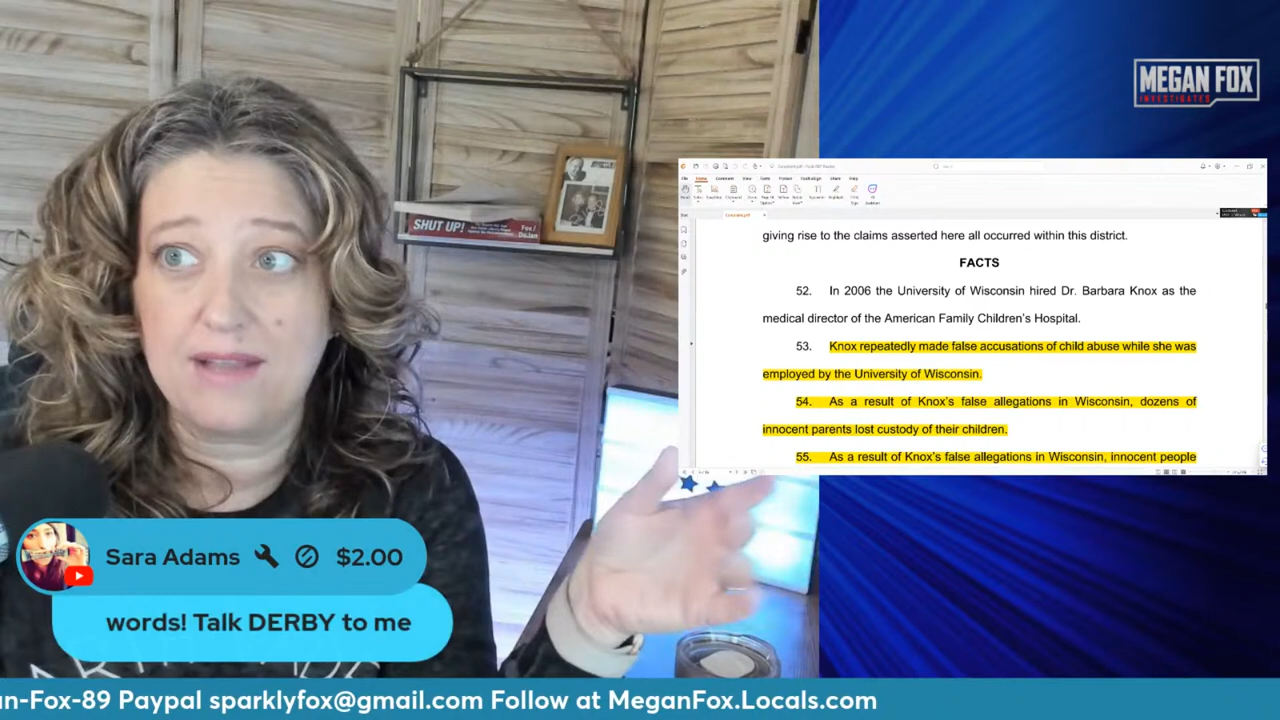 MEGAN FOX
INVESTIGATES
SHUT UP!
Fox/
giving rise to the claims asserted here all occurred within this district.
FACTS
52. In 2006 the University of Wisconsin hired Dr. Barbara Knox as the
medical director of the American Family Children's Hospital.
53. Knox repeatedly made false accusations of child abuse while she was
employed by the University of Wisconsin.
54. As a result of Knox's false allegations in Wisconsin, dozens of
innocent parents lost custody of their children.
55. As a result of Knox's false allegations in Wisconsin, innocent people
Sara Adams $2.00
words! Talk DERBY to me
n-Fox-89 Paypal sparklyfox@gmail.com Follow at MeganFox.Locals.com